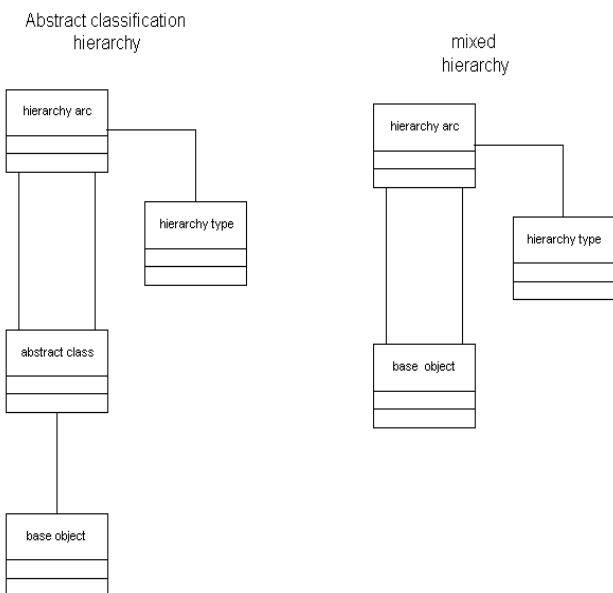 Abstract classification
hierarchy
hierarchy arc
hierarchy type
abstract class
base object
mixed
hierarchy
hierarchy arc
hierarchy type
base object